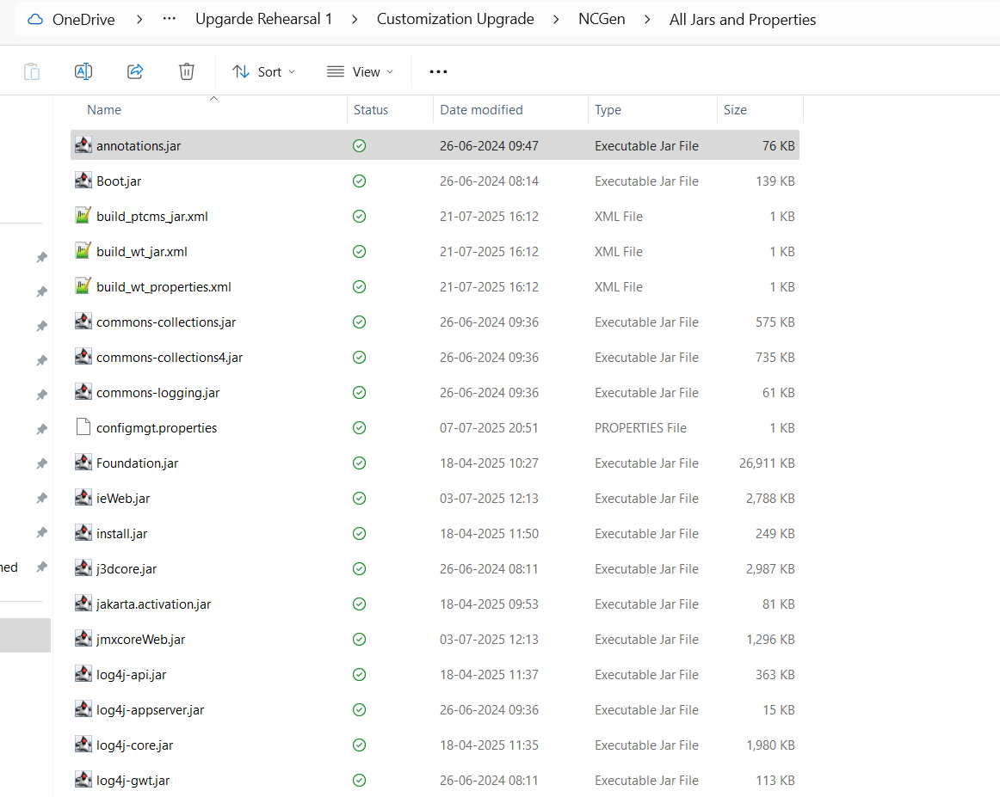 OneDrive > ... Upgarde Rehearsal 1 > Customization Upgrade > NCGen > All Jars and Properties
Sort View ...
Name Status Date modified Type Size
annotations.jar 26-06-2024 09:47 Executable Jar File 76 KB
Boot.jar 26-06-2024 08:14 Executable Jar File 139 KB
build_ptcms_jar.xml 21-07-2025 16:12 XML File 1 KB
build_wt_jar.xml 21-07-2025 16:12 XML File 1 KB
build_wt_properties.xml 21-07-2025 16:12 XML File 1 KB
commons-collections.jar 26-06-2024 09:36 Executable Jar File 575 KB
commons-collections4.jar 26-06-2024 09:36 Executable Jar File 735 KB
commons-logging.jar 26-06-2024 09:36 Executable Jar File 61 KB
configmgt.properties 07-07-2025 20:51 PROPERTIES File 1 KB
Foundation.jar 18-04-2025 10:27 Executable Jar File 26,911 KB
ieWeb.jar 03-07-2025 12:13 Executable Jar File 2,788 KB
install.jar 18-04-2025 11:50 Executable Jar File 249 KB
ned j3dcore.jar 26-06-2024 08:11 Executable Jar File 2,987 KB
jakarta.activation.jar 18-04-2025 09:53 Executable Jar File 81 KB
jmxcoreWeb.jar 03-07-2025 12:13 Executable Jar File 1,296 KB
log4j-api.jar 18-04-2025 11:37 Executable Jar File 363 KB
log4j-appserver.jar 26-06-2024 09:36 Executable Jar File 15 KB
log4j-core.jar 18-04-2025 11:35 Executable Jar File 1,980 KB
log4j-gwt.jar 26-06-2024 08:11 Executable Jar File 113 KB